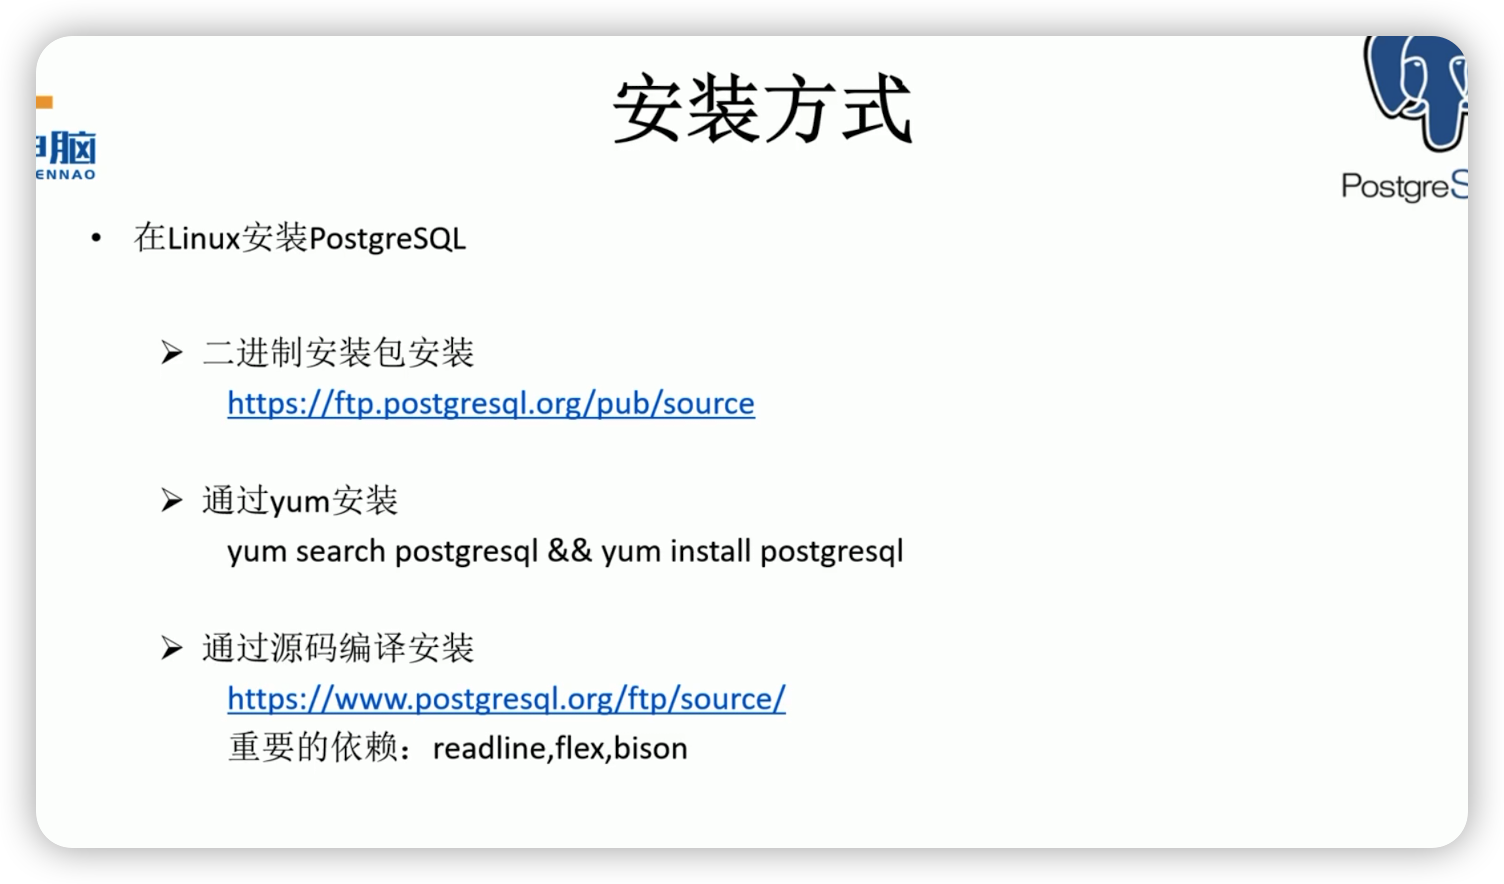 安装方式
脑
ENNAO
PostgreS
• 在Linux安装PostgreSQL
➢ 二进制安装包安装
https://ftp.postgresql.org/pub/source
➢ 通过yum安装
yum search postgresql && yum install postgresql
➢ 通过源码编译安装
https://www.postgresql.org/ftp/source/
重要的依赖：readline,flex,bison